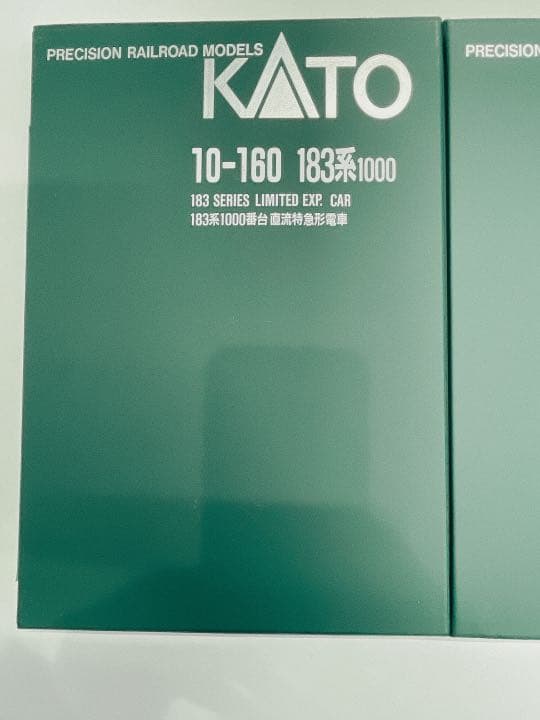 PRECISION RAILROAD MODELS
KATO
10-160 183系1000
183 SERIES LIMITED EXP. CAR
183系1000番台直流特急形電車
PRECISION